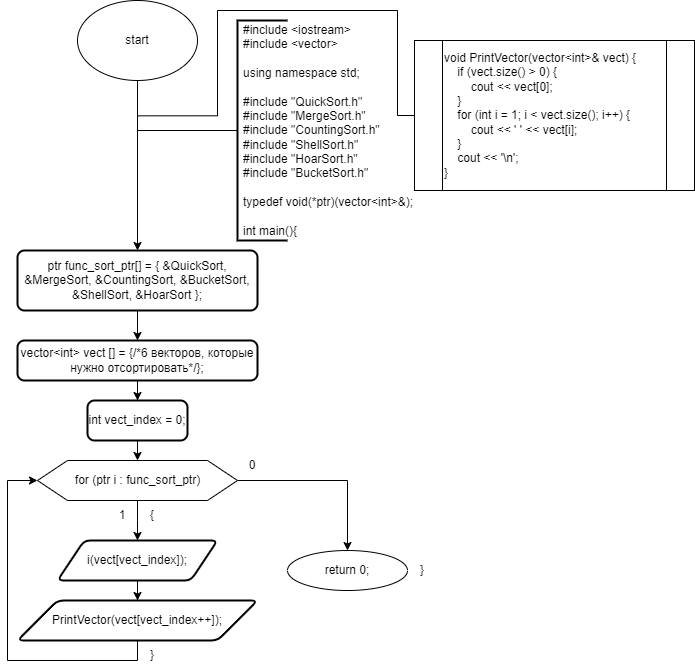 start
#include <iostream>
#include <vector>
using namespace std;
#include "QuickSort.h"
#include "MergeSort.h"
#include "CountingSort.h"
#include "ShellSort.h"
#include "HoarSort.h"
#include "BucketSort.h"
typedef void(*ptr)(vector<int>&);
int main(){
void PrintVector(vector<int>& vect) {
if (vect.size() > 0) {
cout << vect[0];
}
for (int i = 1; i < vect.size(); i++) {
cout << ' ' << vect[i];
}
cout << '\n';
}
ptr func_sort_ptr[] = { &QuickSort,
&MergeSort, &CountingSort, &BucketSort,
&ShellSort, &HoarSort };
vector<int> vect [] = {/*6 векторов, которые
нужно отсортировать*/};
int vect_index = 0;
for (ptr i : func_sort_ptr)
0
1 {
i(vect[vect_index]);
return 0; }
PrintVector(vect[vect_index++]);
}